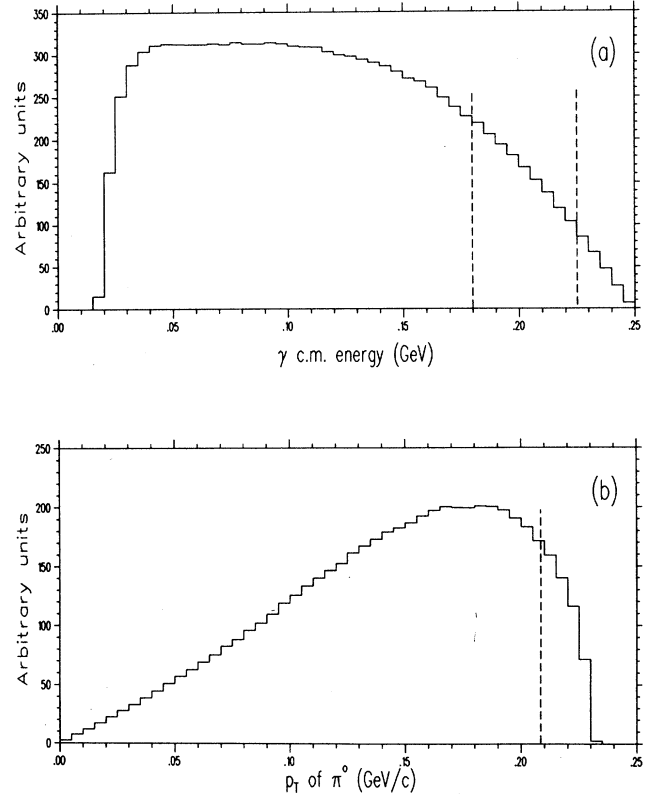 (a)
350
300
250
200
150
100
50
0
Arbitrary units
.00 .05 .10 .15 .20 .25
γ c.m. energy (GeV)
(b)
250
200
150
100
50
0
Arbitrary units
.00 .05 .10 .15 .20 .25
p_T of π° (GeV/c)